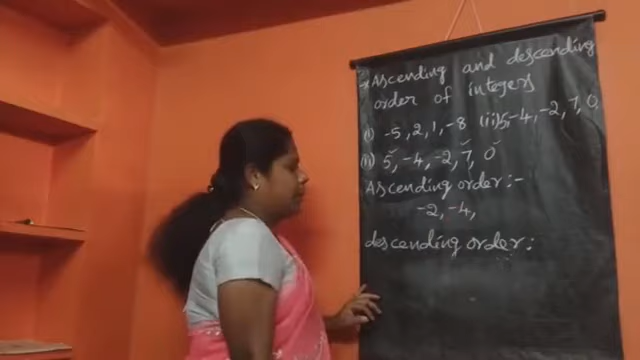 * Ascending and descending
order of integers
(i) -5, 2, 1, -8 (ii) 5, -4, -2, 7, 0
(ii) 5, -4, -2, 7, 0
Ascending order:-
-2, -4,
descending order: